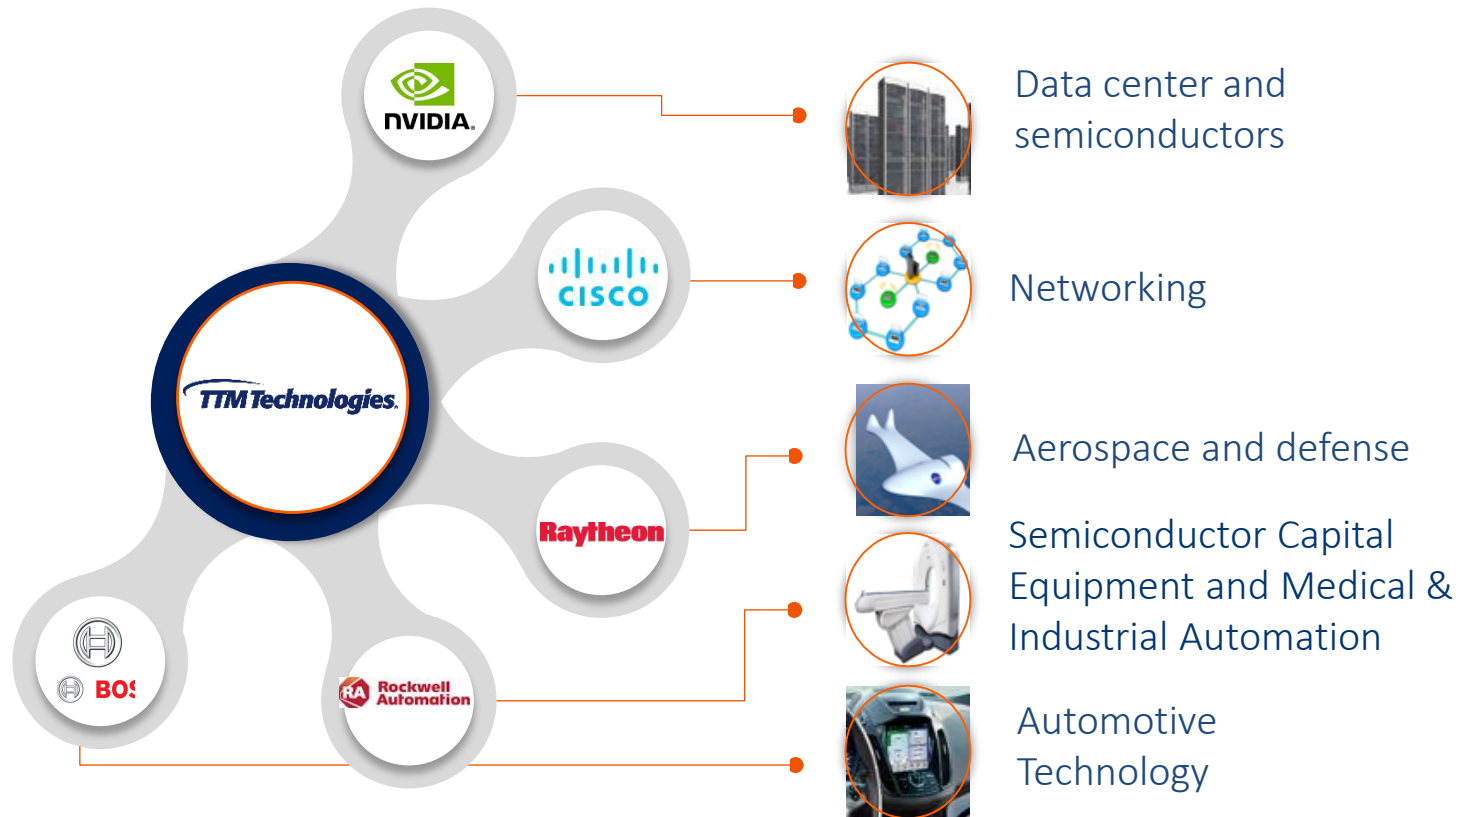 NVIDIA.
Data center and
semiconductors
CISCO
Networking
TTM Technologies.
Aerospace and defense
Raytheon
Semiconductor Capital
Equipment and Medical &
Industrial Automation
BOS
RA
Rockwell
Automation
Automotive
Technology